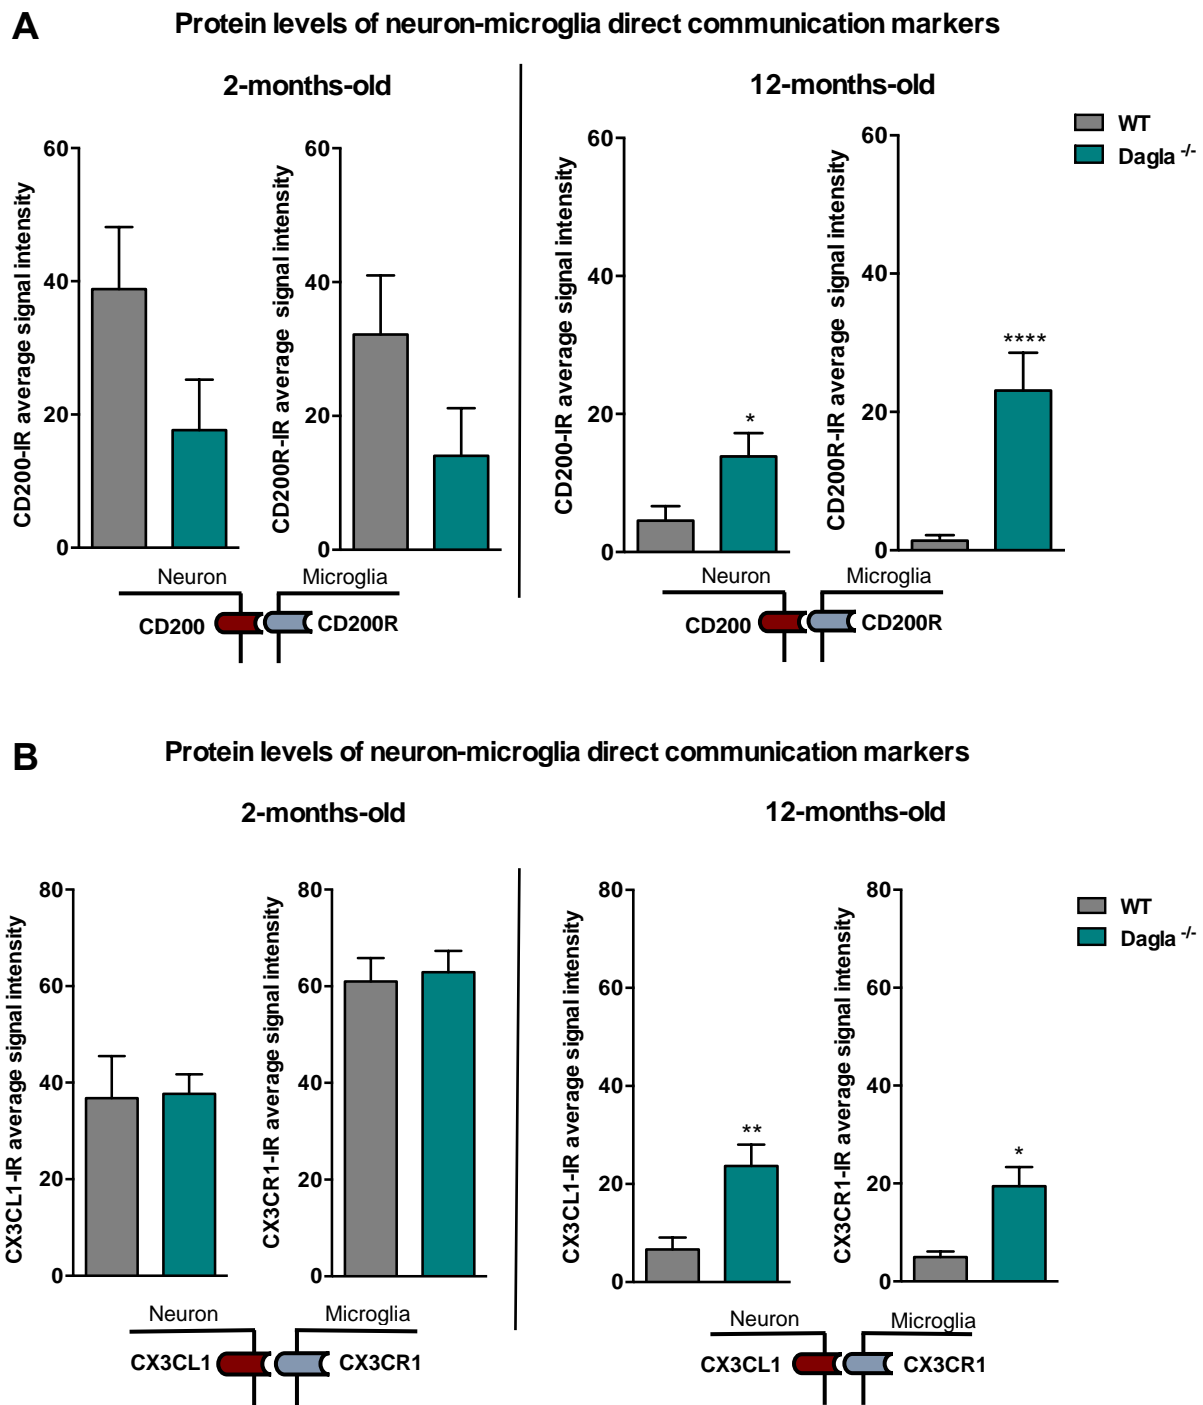 A
Protein levels of neuron-microglia direct communication markers
2-months-old
12-months-old
WT
Dagla -/-
CD200-IR average signal intensity
60
40
20
0
CD200R-IR average signal intensity
60
40
20
0
CD200-IR average signal intensity
60
40
20
0
*
CD200R-IR average signal intensity
60
40
20
0
****
Neuron
Microglia
CD200
CD200R
Neuron
Microglia
CD200
CD200R
B
Protein levels of neuron-microglia direct communication markers
2-months-old
12-months-old
WT
Dagla -/-
CX3CL1-IR average signal intensity
80
60
40
20
0
CX3CR1-IR average signal intensity
80
60
40
20
0
CX3CL1-IR average signal intensity
80
60
40
20
0
**
CX3CR1-IR average signal intensity
80
60
40
20
0
*
Neuron
Microglia
CX3CL1
CX3CR1
Neuron
Microglia
CX3CL1
CX3CR1